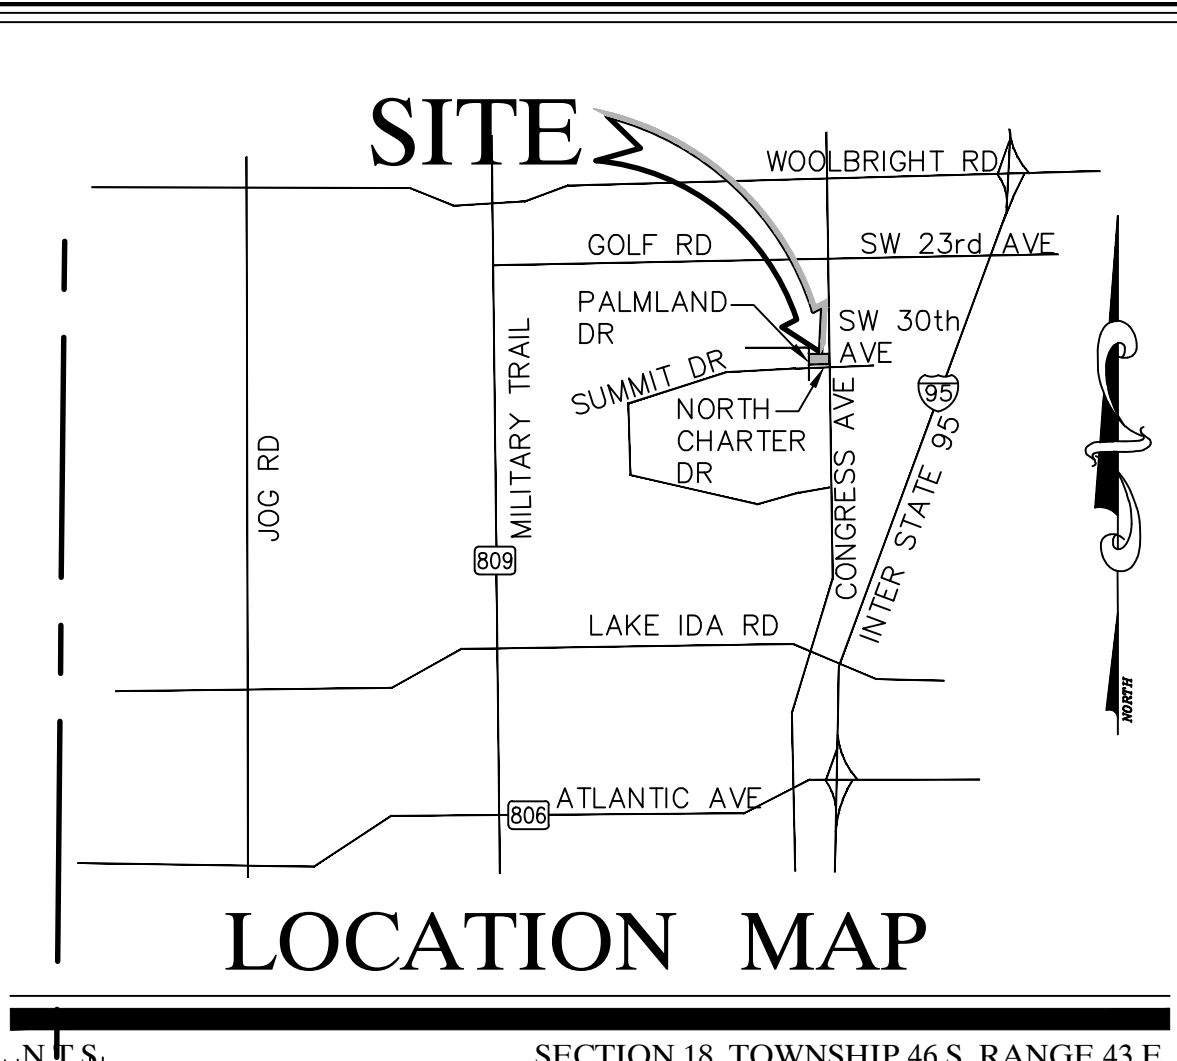 SITE
WOOLBRIGHT RD
GOLF RD
SW 23rd AVE
PALMLAND
DR
SW 30th
AVE
SUMMIT DR
NORTH
CHARTER
DR
MILITARY TRAIL
JOG RD
CONGRESS AVE
95
INTER STATE 95
809
LAKE IDA RD
NORTH
806
ATLANTIC AVE
LOCATION MAP
N.T.S.
SECTION 18, TOWNSHIP 46 S, RANGE 43 E